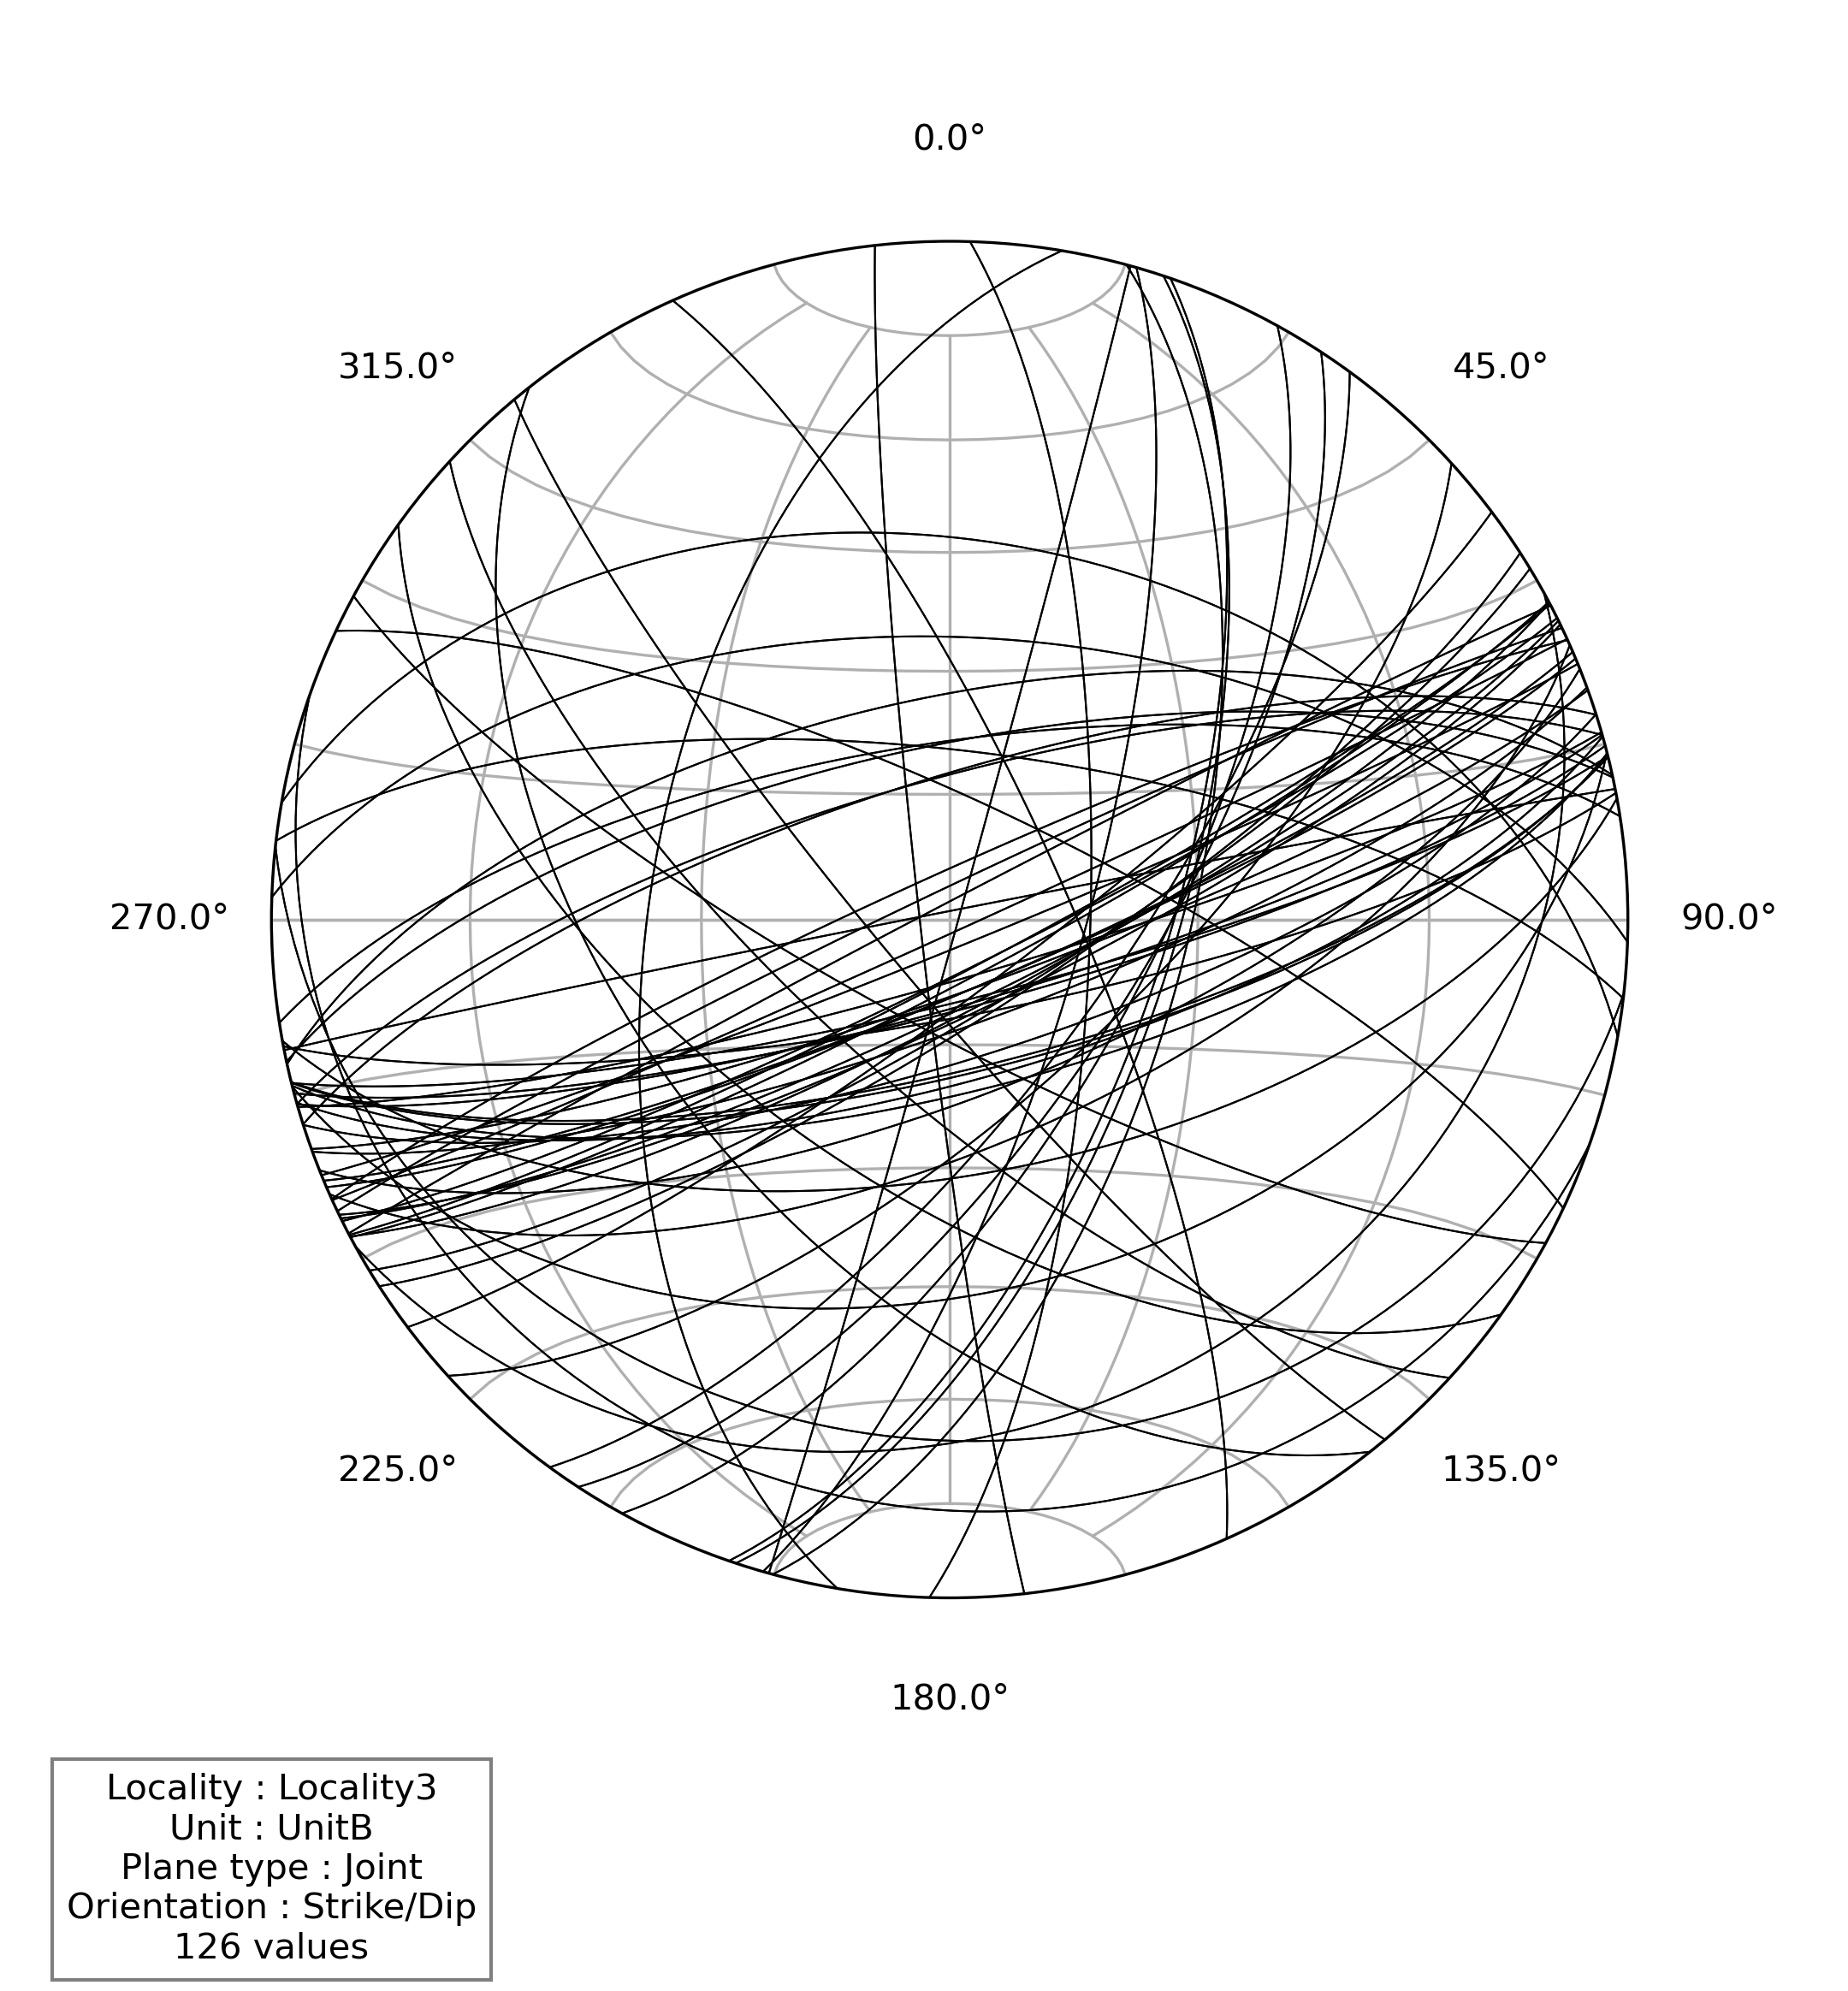 0.0°
315.0°
45.0°
270.0°
90.0°
225.0°
135.0°
180.0°
Locality : Locality3
Unit : UnitB
Plane type : Joint
Orientation : Strike/Dip
126 values